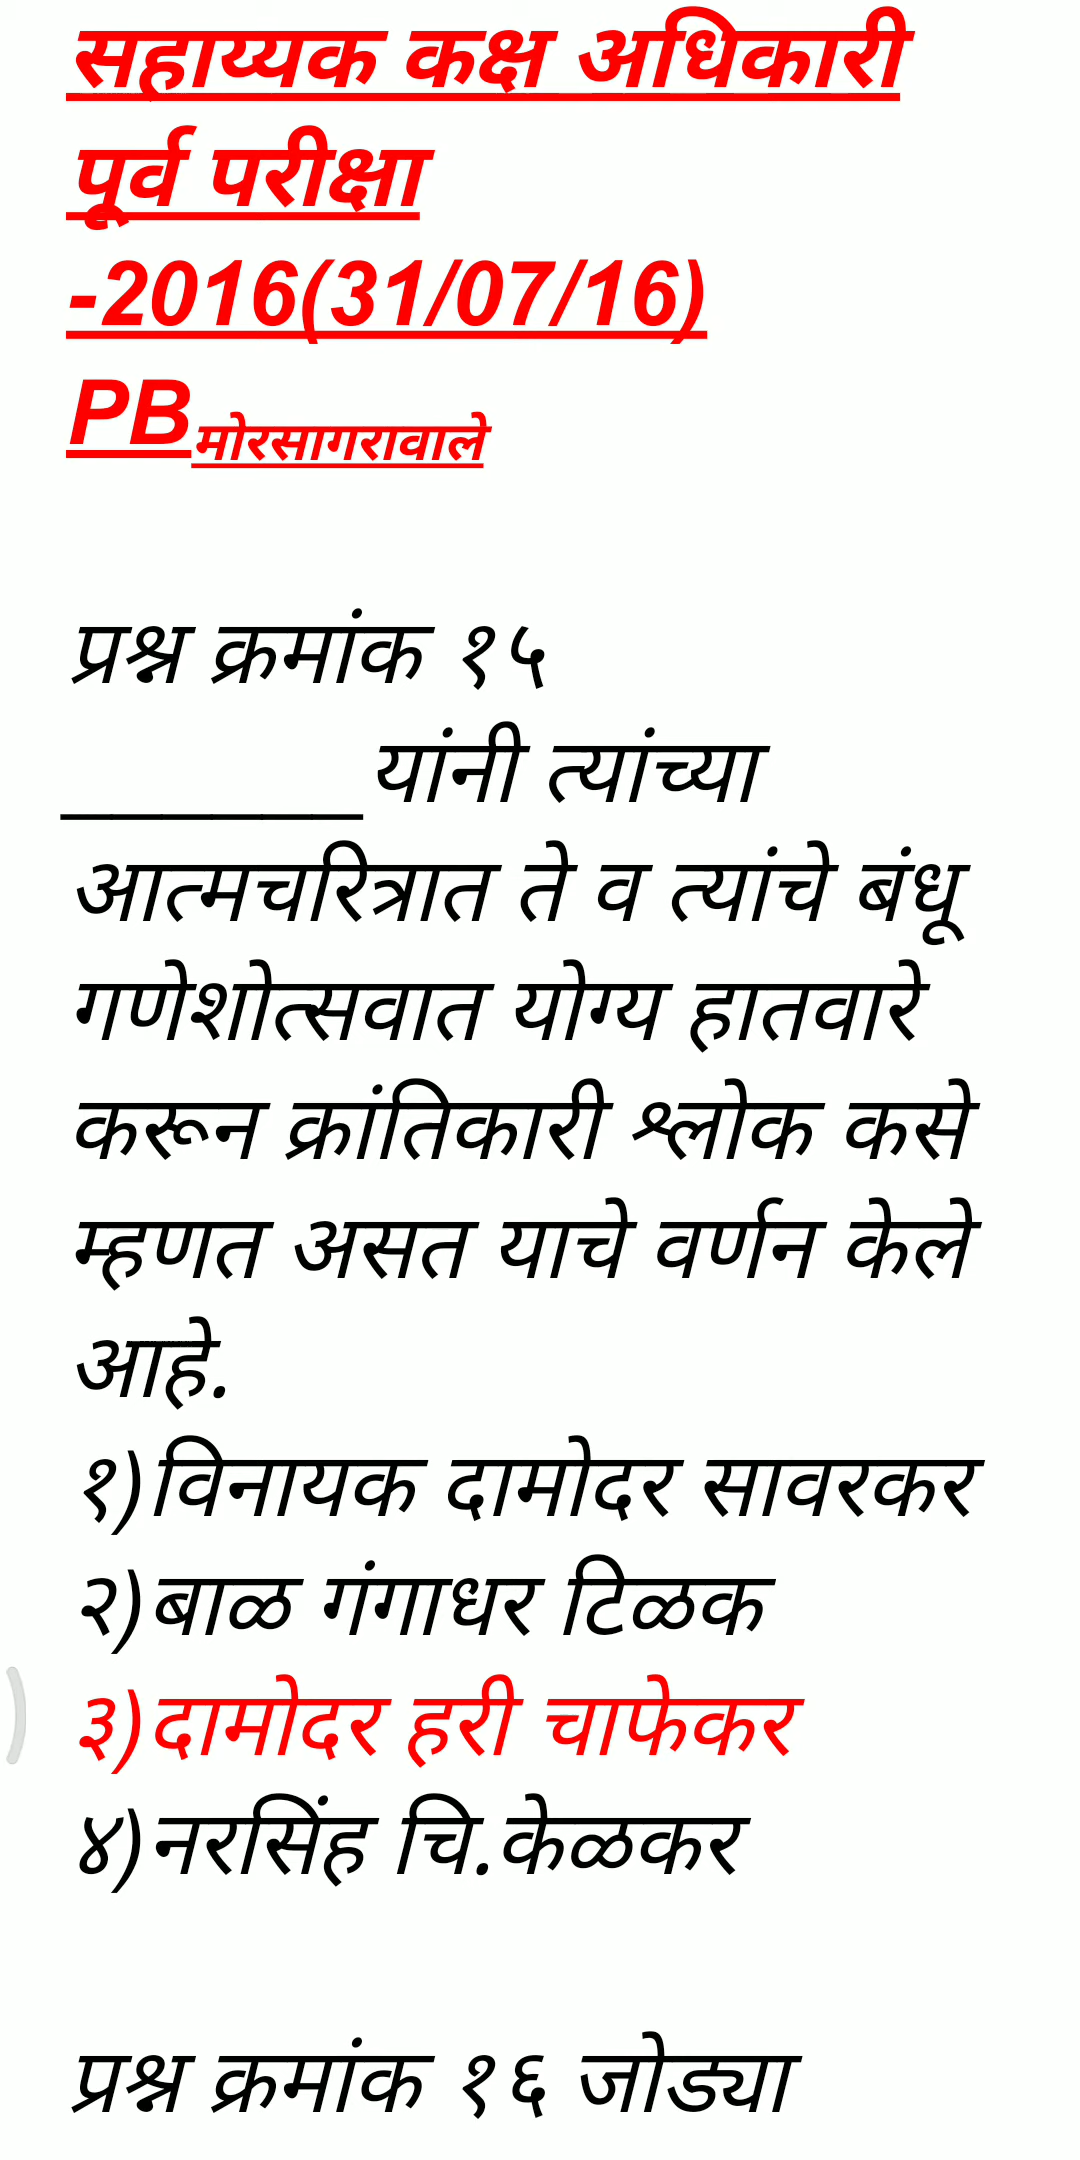 सहाय्यक कक्ष अधिकारी
पूर्व परीक्षा
-2016(31/07/16)
PBमोरसागरावाले
प्रश्न क्रमांक १५
______यांनी त्यांच्या
आत्मचरित्रात ते व त्यांचे बंधू
गणेशोत्सवात योग्य हातवारे
करून क्रांतिकारी श्लोक कसे
म्हणत असत याचे वर्णन केले
आहे.
१)विनायक दामोदर सावरकर
२)बाळ गंगाधर टिळक
३)दामोदर हरी चाफेकर
४)नरसिंह चि.केळकर
प्रश्न क्रमांक १६ जोड्या